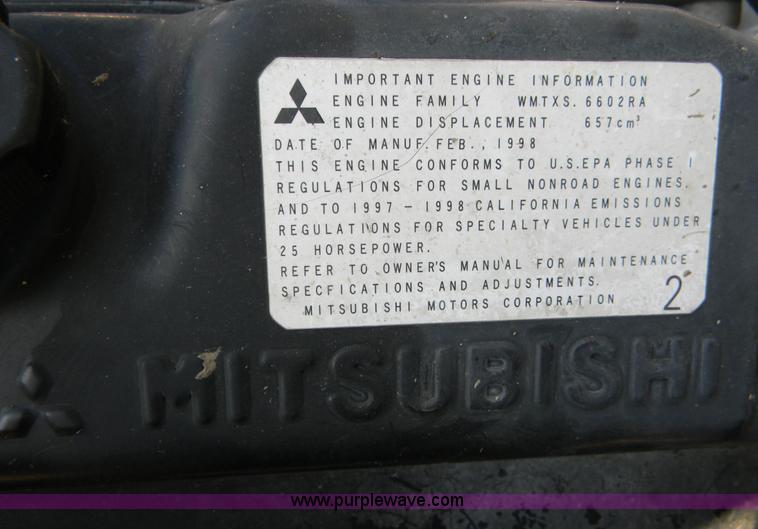 IMPORTANT ENGINE INFORMATION
ENGINE FAMILY WMTXS.6602RA
ENGINE DISPLACEMENT 657cm³
DATE OF MANUF. FEB., 1998
THIS ENGINE CONFORMS TO U.S.EPA PHASE 1
REGULATIONS FOR SMALL NONROAD ENGINES,
AND TO 1997 - 1998 CALIFORNIA EMISSIONS
REGULATIONS FOR SPECIALTY VEHICLES UNDER
25 HORSEPOWER.
REFER TO OWNER'S MANUAL FOR MAINTENANCE
SPECFICATIONS AND ADJUSTMENTS.
MITSUBISHI MOTORS CORPORATION 2
MITSUBISHI
www.purplewave.com